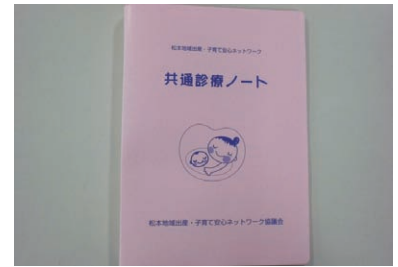 松本地域出産・子育て安心ネットワーク
共通診療ノート
松本地域出産・子育て安心ネットワーク協議会